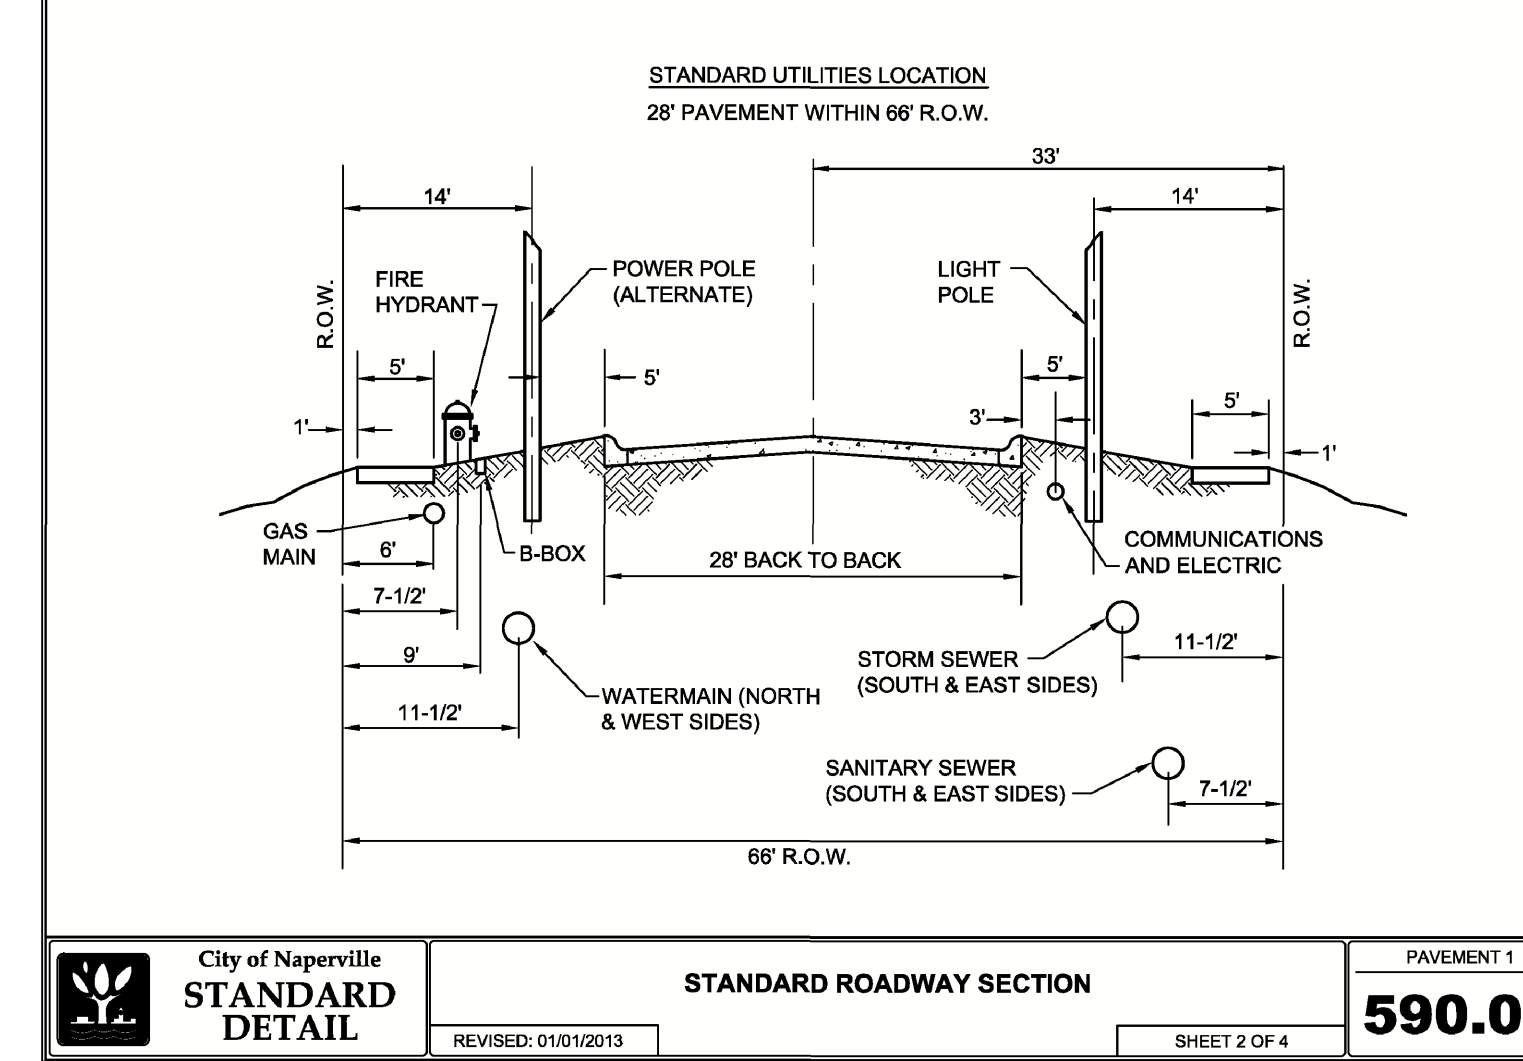 STANDARD UTILITIES LOCATION
28' PAVEMENT WITHIN 66' R.O.W.
33'
14'
14'
FIRE
HYDRANT
POWER POLE
(ALTERNATE)
LIGHT
POLE
R.O.W.
R.O.W.
5'
5'
5'
5'
1'
3'
1'
GAS
MAIN
6'
B-BOX
28' BACK TO BACK
COMMUNICATIONS
AND ELECTRIC
7-1/2'
9'
11-1/2'
WATERMAIN (NORTH
& WEST SIDES)
STORM SEWER
(SOUTH & EAST SIDES)
11-1/2'
SANITARY SEWER
(SOUTH & EAST SIDES)
7-1/2'
66' R.O.W.
City of Naperville
STANDARD
DETAIL
STANDARD ROADWAY SECTION
REVISED: 01/01/2013
SHEET 2 OF 4
PAVEMENT 1
590.0